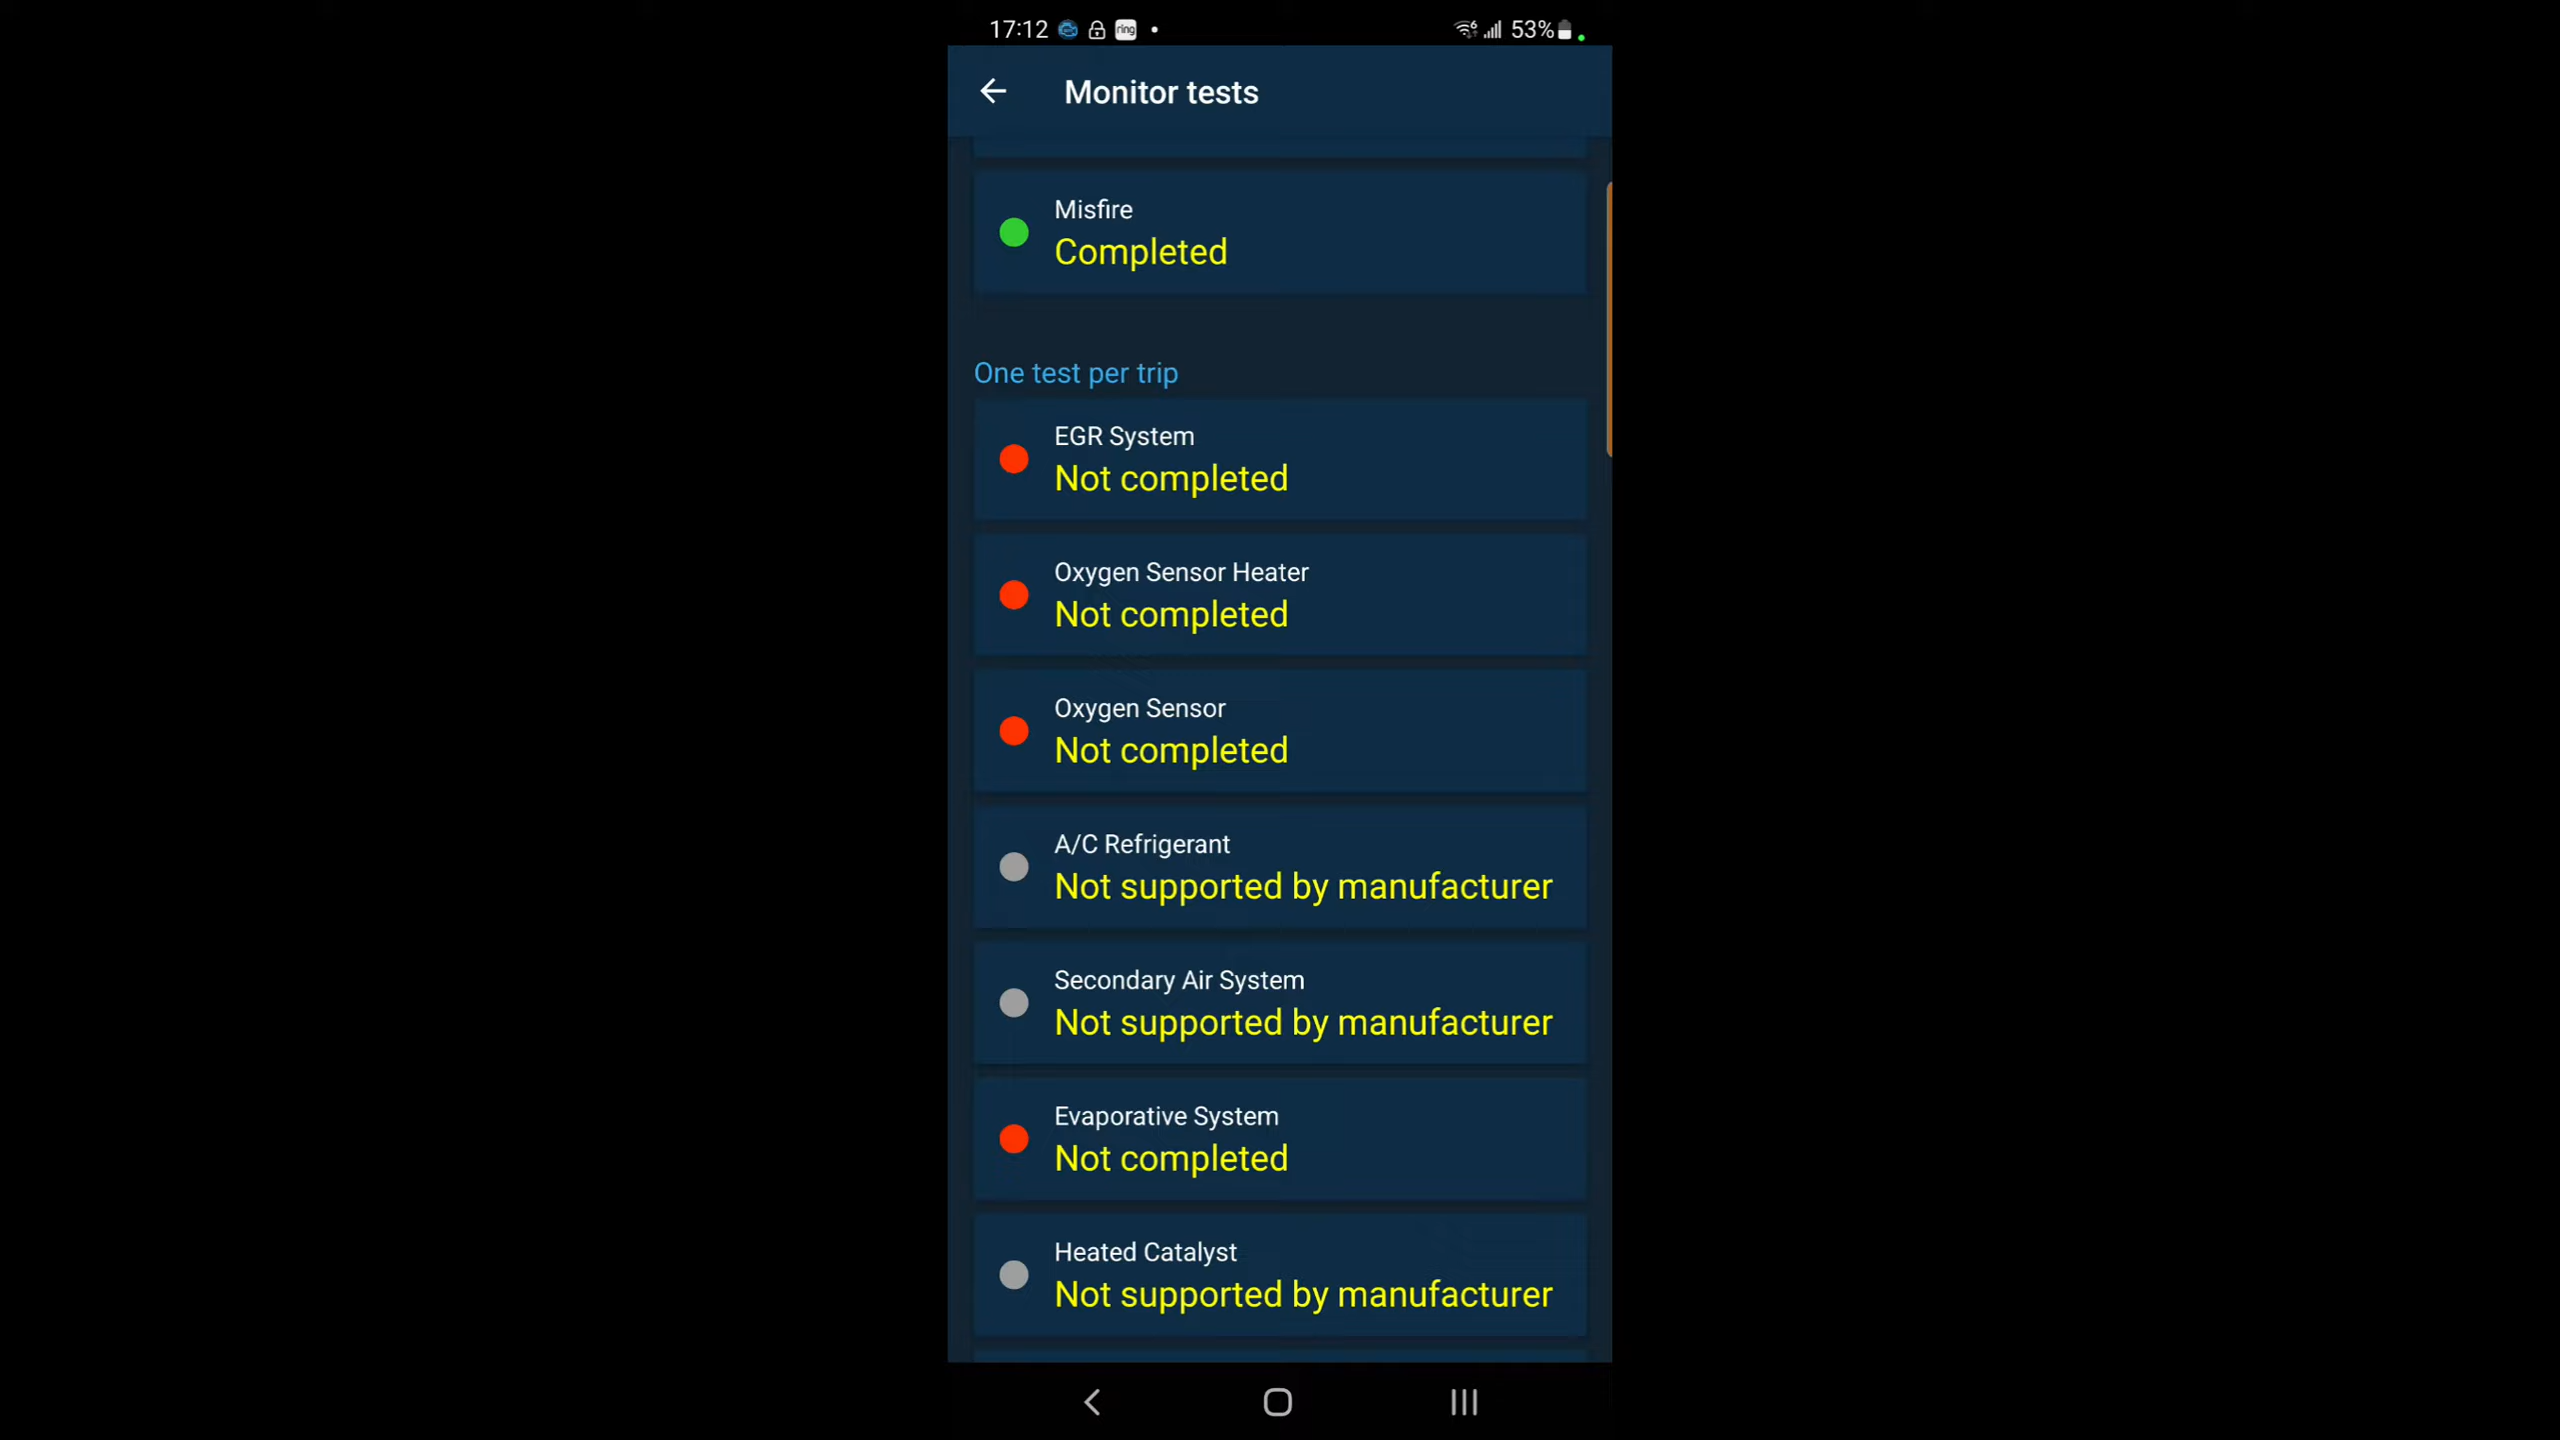 17:12 ring 53%
Monitor tests
Misfire
Completed
One test per trip
EGR System
Not completed
Oxygen Sensor Heater
Not completed
Oxygen Sensor
Not completed
A/C Refrigerant
Not supported by manufacturer
Secondary Air System
Not supported by manufacturer
Evaporative System
Not completed
Heated Catalyst
Not supported by manufacturer